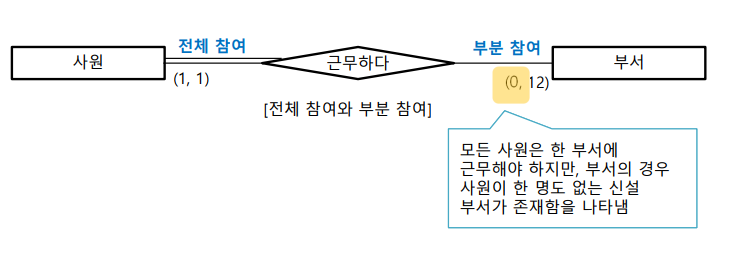 전체 참여
부분 참여
사원
근무하다
부서
(1, 1)
(0, 12)
[전체 참여와 부분 참여]
모든 사원은 한 부서에
근무해야 하지만, 부서의 경우
사원이 한 명도 없는 신설
부서가 존재함을 나타냄